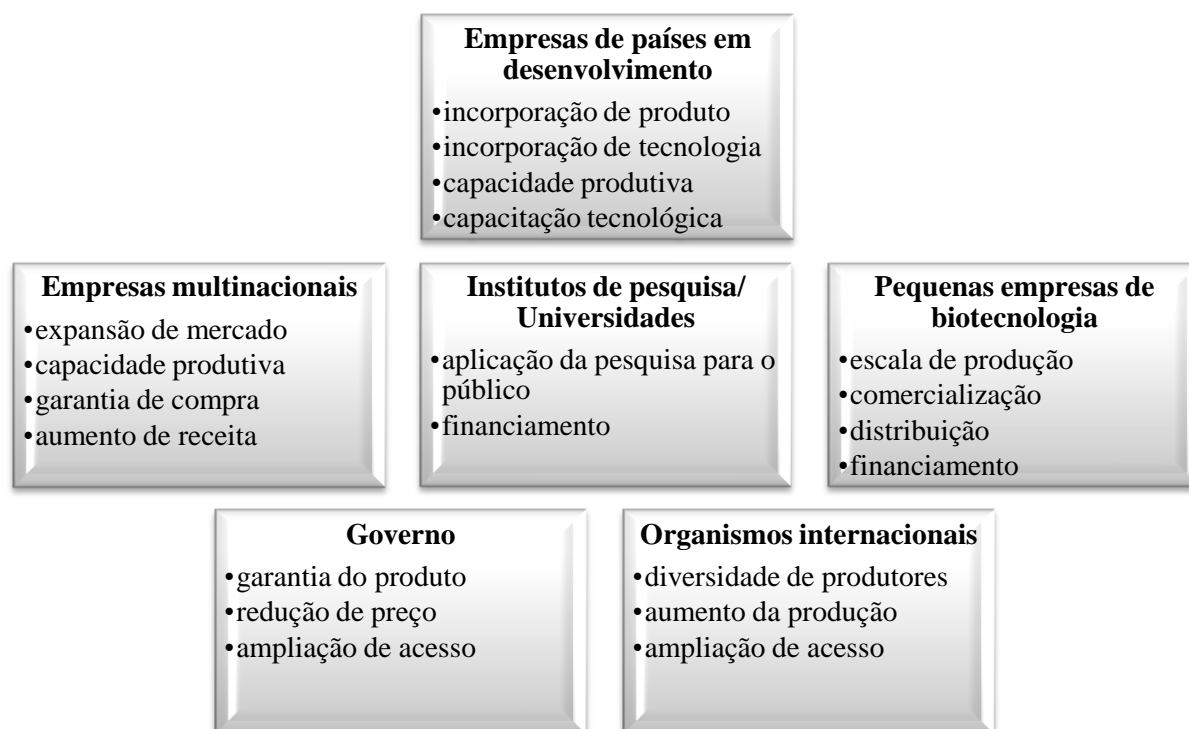 Empresas de países em
desenvolvimento
•incorporação de produto
•incorporação de tecnologia
•capacidade produtiva
•capacitação tecnológica
Empresas multinacionais
•expansão de mercado
•capacidade produtiva
•garantia de compra
•aumento de receita
Institutos de pesquisa/
Universidades
•aplicação da pesquisa para o
público
•financiamento
Pequenas empresas de
biotecnologia
•escala de produção
•comercialização
•distribuição
•financiamento
Governo
•garantia do produto
•redução de preço
•ampliação de acesso
Organismos internacionais
•diversidade de produtores
•aumento da produção
•ampliação de acesso